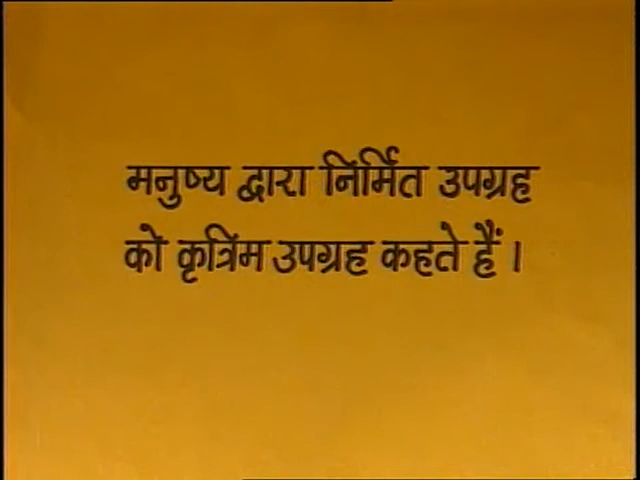 मनुष्य द्वारा निर्मित उपग्रह
को कृत्रिम उपग्रह कहते हैं ।